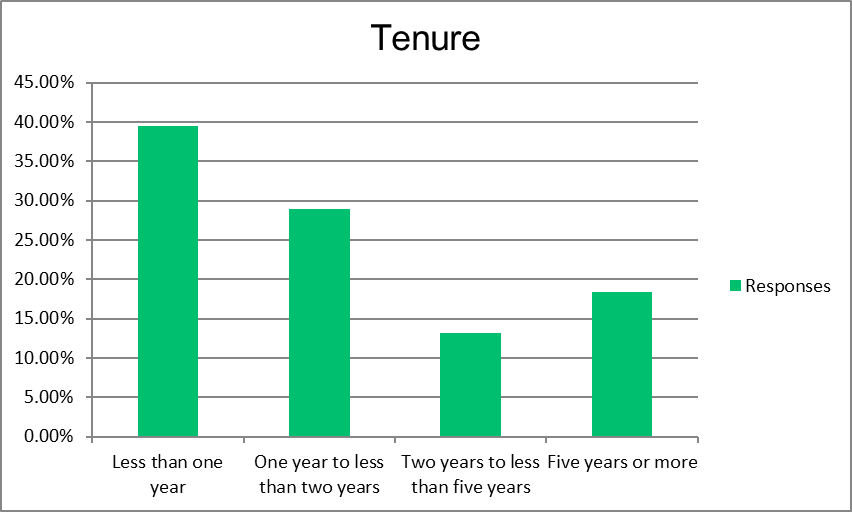 Tenure
45.00%
40.00%
35.00%
30.00%
25.00%
20.00%
15.00%
10.00%
5.00%
0.00%
Less than one
year
One year to less
than two years
Two years to less
than five years
Five years or more
Responses